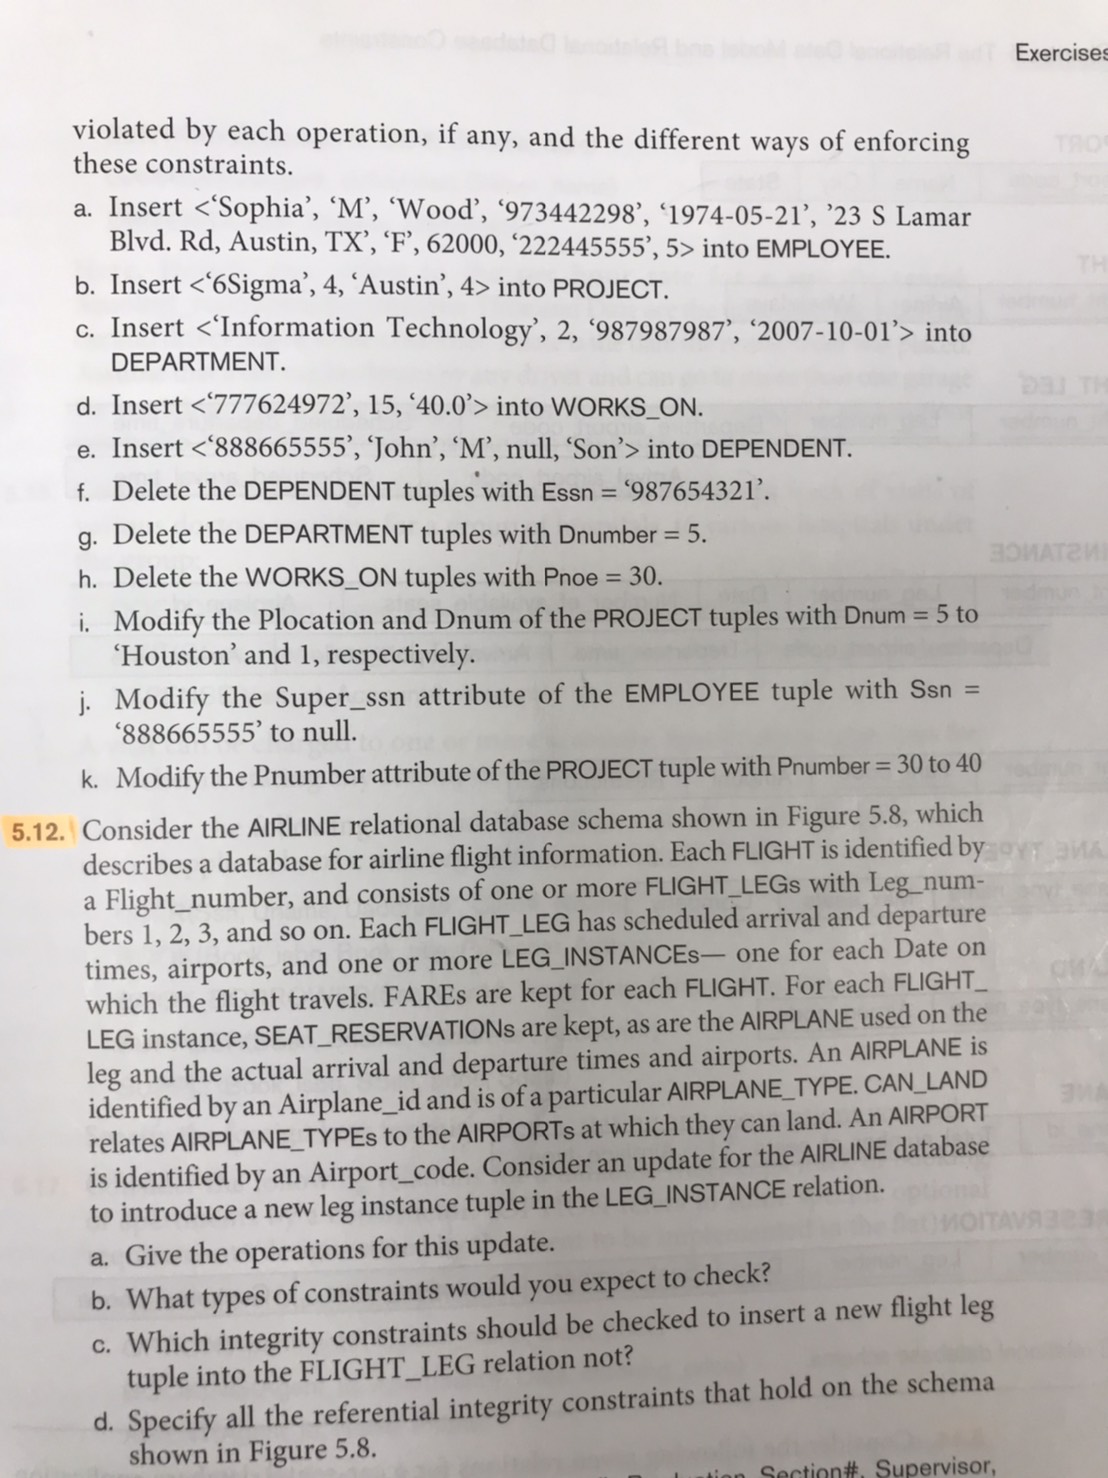 Exercises
violated by each operation, if any, and the different ways of enforcing
these constraints.
a. Insert <‘Sophia’, ‘M’, ‘Wood’, ‘973442298’, ‘1974-05-21’, ’23 S Lamar
Blvd. Rd, Austin, TX’, ‘F’, 62000, ‘222445555’, 5> into EMPLOYEE.
b. Insert <‘6Sigma’, 4, ‘Austin’, 4> into PROJECT.
c. Insert <‘Information Technology’, 2, ‘987987987’, ‘2007-10-01’> into
DEPARTMENT.
d. Insert <‘777624972’, 15, ‘40.0’> into WORKS_ON.
e. Insert <‘888665555’, ‘John’, ‘M’, null, ‘Son’> into DEPENDENT.
f. Delete the DEPENDENT tuples with Essn = ‘987654321’.
g. Delete the DEPARTMENT tuples with Dnumber = 5.
h. Delete the WORKS_ON tuples with Pnoe = 30.
i. Modify the Plocation and Dnum of the PROJECT tuples with Dnum = 5 to
‘Houston’ and 1, respectively.
j. Modify the Super_ssn attribute of the EMPLOYEE tuple with Ssn =
‘888665555’ to null.
k. Modify the Pnumber attribute of the PROJECT tuple with Pnumber = 30 to 40
5.12. Consider the AIRLINE relational database schema shown in Figure 5.8, which
describes a database for airline flight information. Each FLIGHT is identified by
a Flight_number, and consists of one or more FLIGHT_LEGs with Leg_num-
bers 1, 2, 3, and so on. Each FLIGHT_LEG has scheduled arrival and departure
times, airports, and one or more LEG_INSTANCEs— one for each Date on
which the flight travels. FAREs are kept for each FLIGHT. For each FLIGHT_
LEG instance, SEAT_RESERVATIONs are kept, as are the AIRPLANE used on the
leg and the actual arrival and departure times and airports. An AIRPLANE is
identified by an Airplane_id and is of a particular AIRPLANE_TYPE. CAN_LAND
relates AIRPLANE_TYPEs to the AIRPORTs at which they can land. An AIRPORT
is identified by an Airport_code. Consider an update for the AIRLINE database
to introduce a new leg instance tuple in the LEG_INSTANCE relation.
a. Give the operations for this update.
b. What types of constraints would you expect to check?
c. Which integrity constraints should be checked to insert a new flight leg
tuple into the FLIGHT_LEG relation not?
d. Specify all the referential integrity constraints that hold on the schema
shown in Figure 5.8.
Section#, Supervisor,